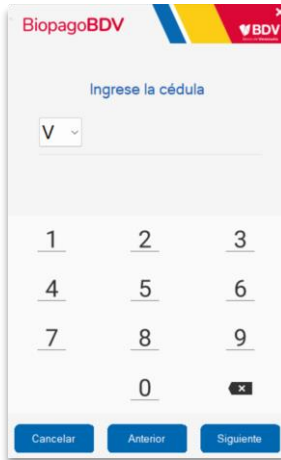 BiopagoBDV
BDV
Ingrese la cédula
V
1 2 3
4 5 6
7 8 9
0
Cancelar Anterior Siguiente